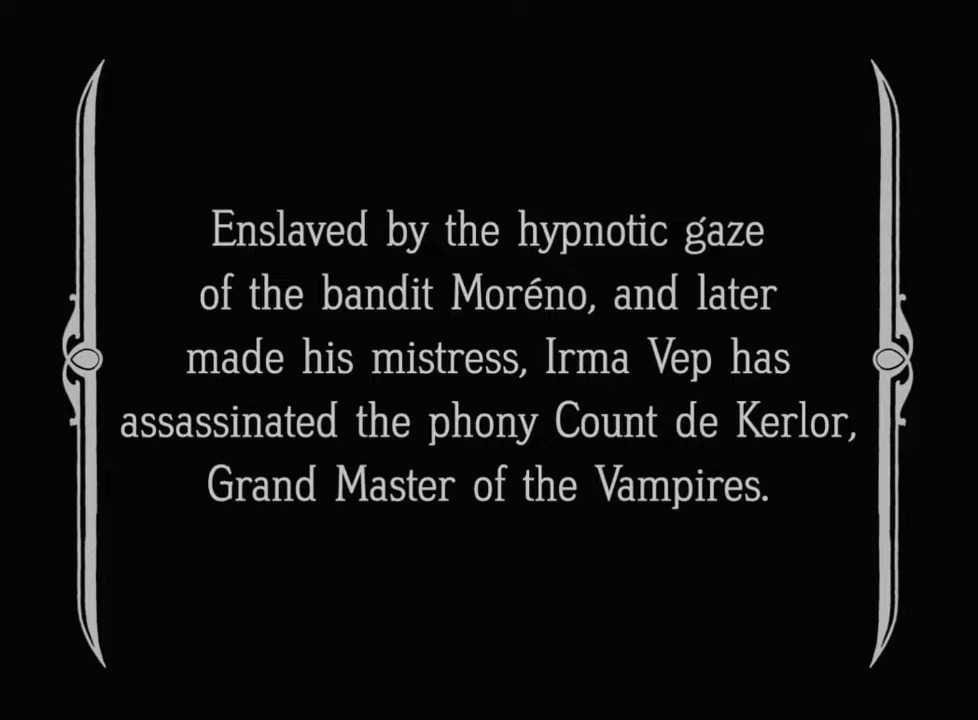 Enslaved by the hypnotic gaze
of the bandit Moréno, and later
made his mistress, Irma Vep has
assassinated the phony Count de Kerlor,
Grand Master of the Vampires.